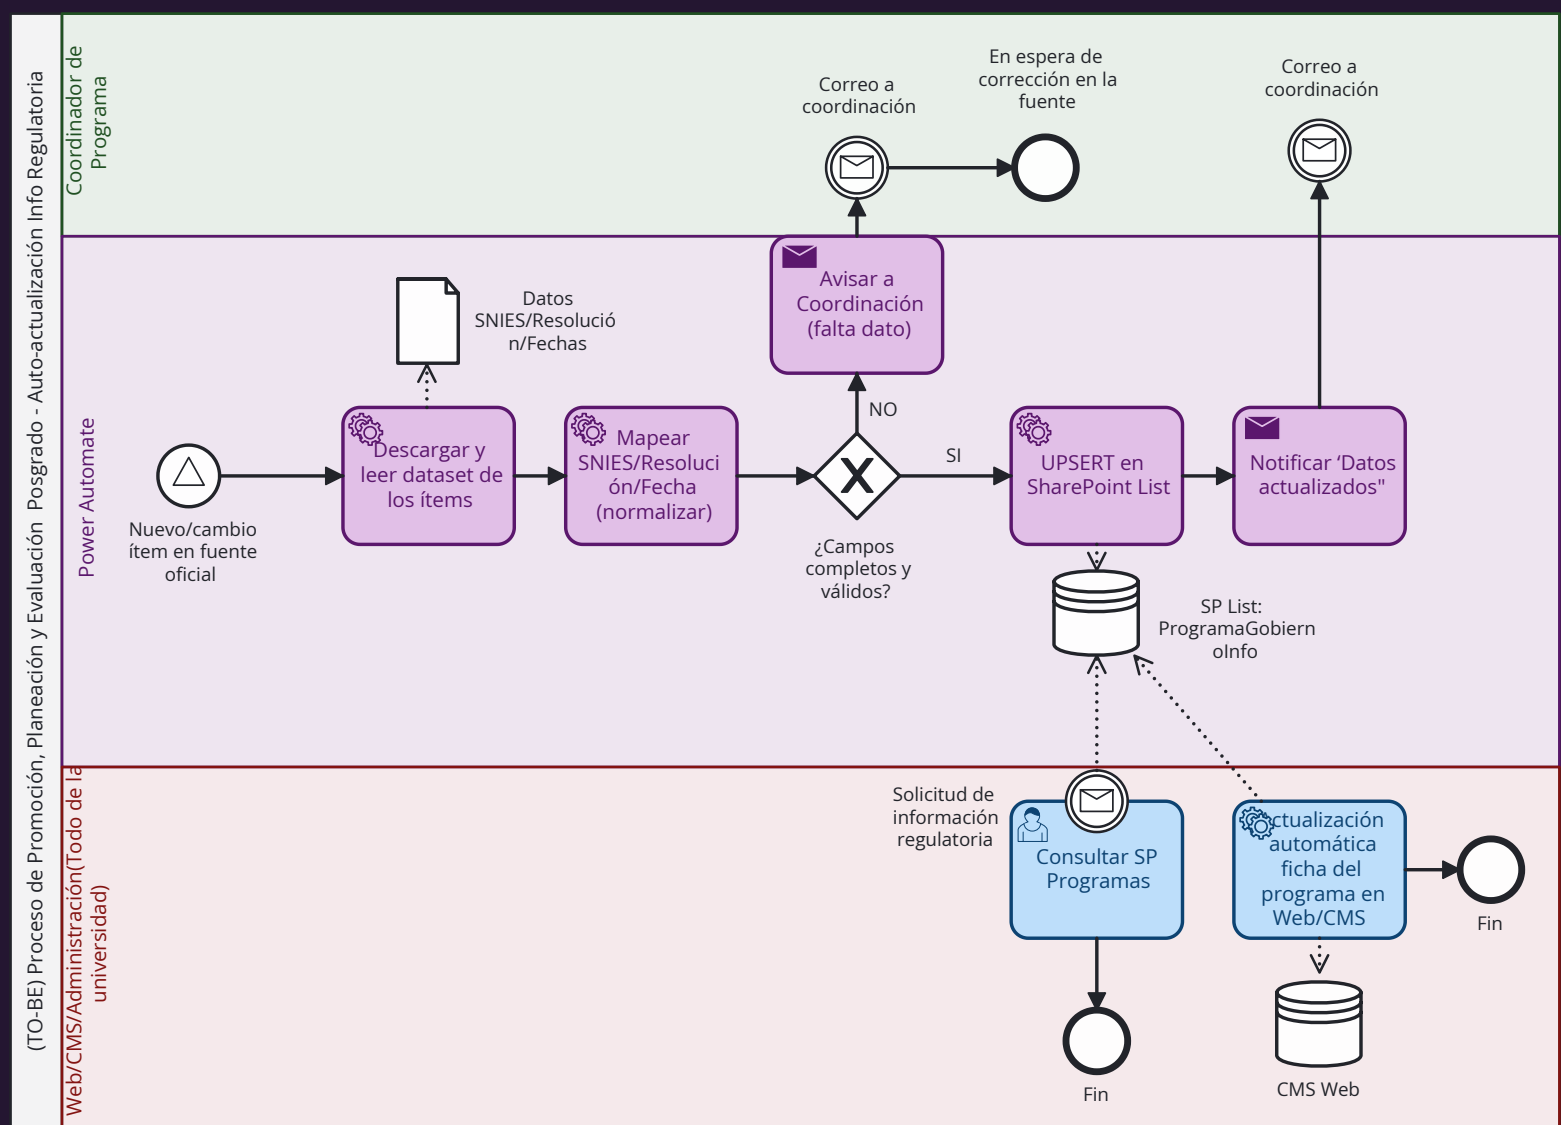 (TO-BE) Proceso de Promoción, Planeación y Evaluación Posgrado - Auto-actualización Info Regulatoria
Coordinador de
Programa
Correo a
coordinación
En espera de
corrección en la
fuente
Correo a
coordinación
Power Automate
Nuevo/cambio
ítem en fuente
oficial
Datos
SNIES/Resolució
n/Fechas
Descargar y
leer dataset de
los ítems
Mapear
SNIES/Resoluci
ón/Fecha
(normalizar)
Avisar a
Coordinación
(falta dato)
NO
SI
¿Campos
completos y
válidos?
UPSERT en
SharePoint List
Notificar ‘Datos
actualizados"
SP List:
ProgramaGobiern
oInfo
Web/CMS/Administración(Todo de la
universidad)
Solicitud de
información
regulatoria
Consultar SP
Programas
Fin
ctualización
automática
ficha del
programa en
Web/CMS
Fin
CMS Web